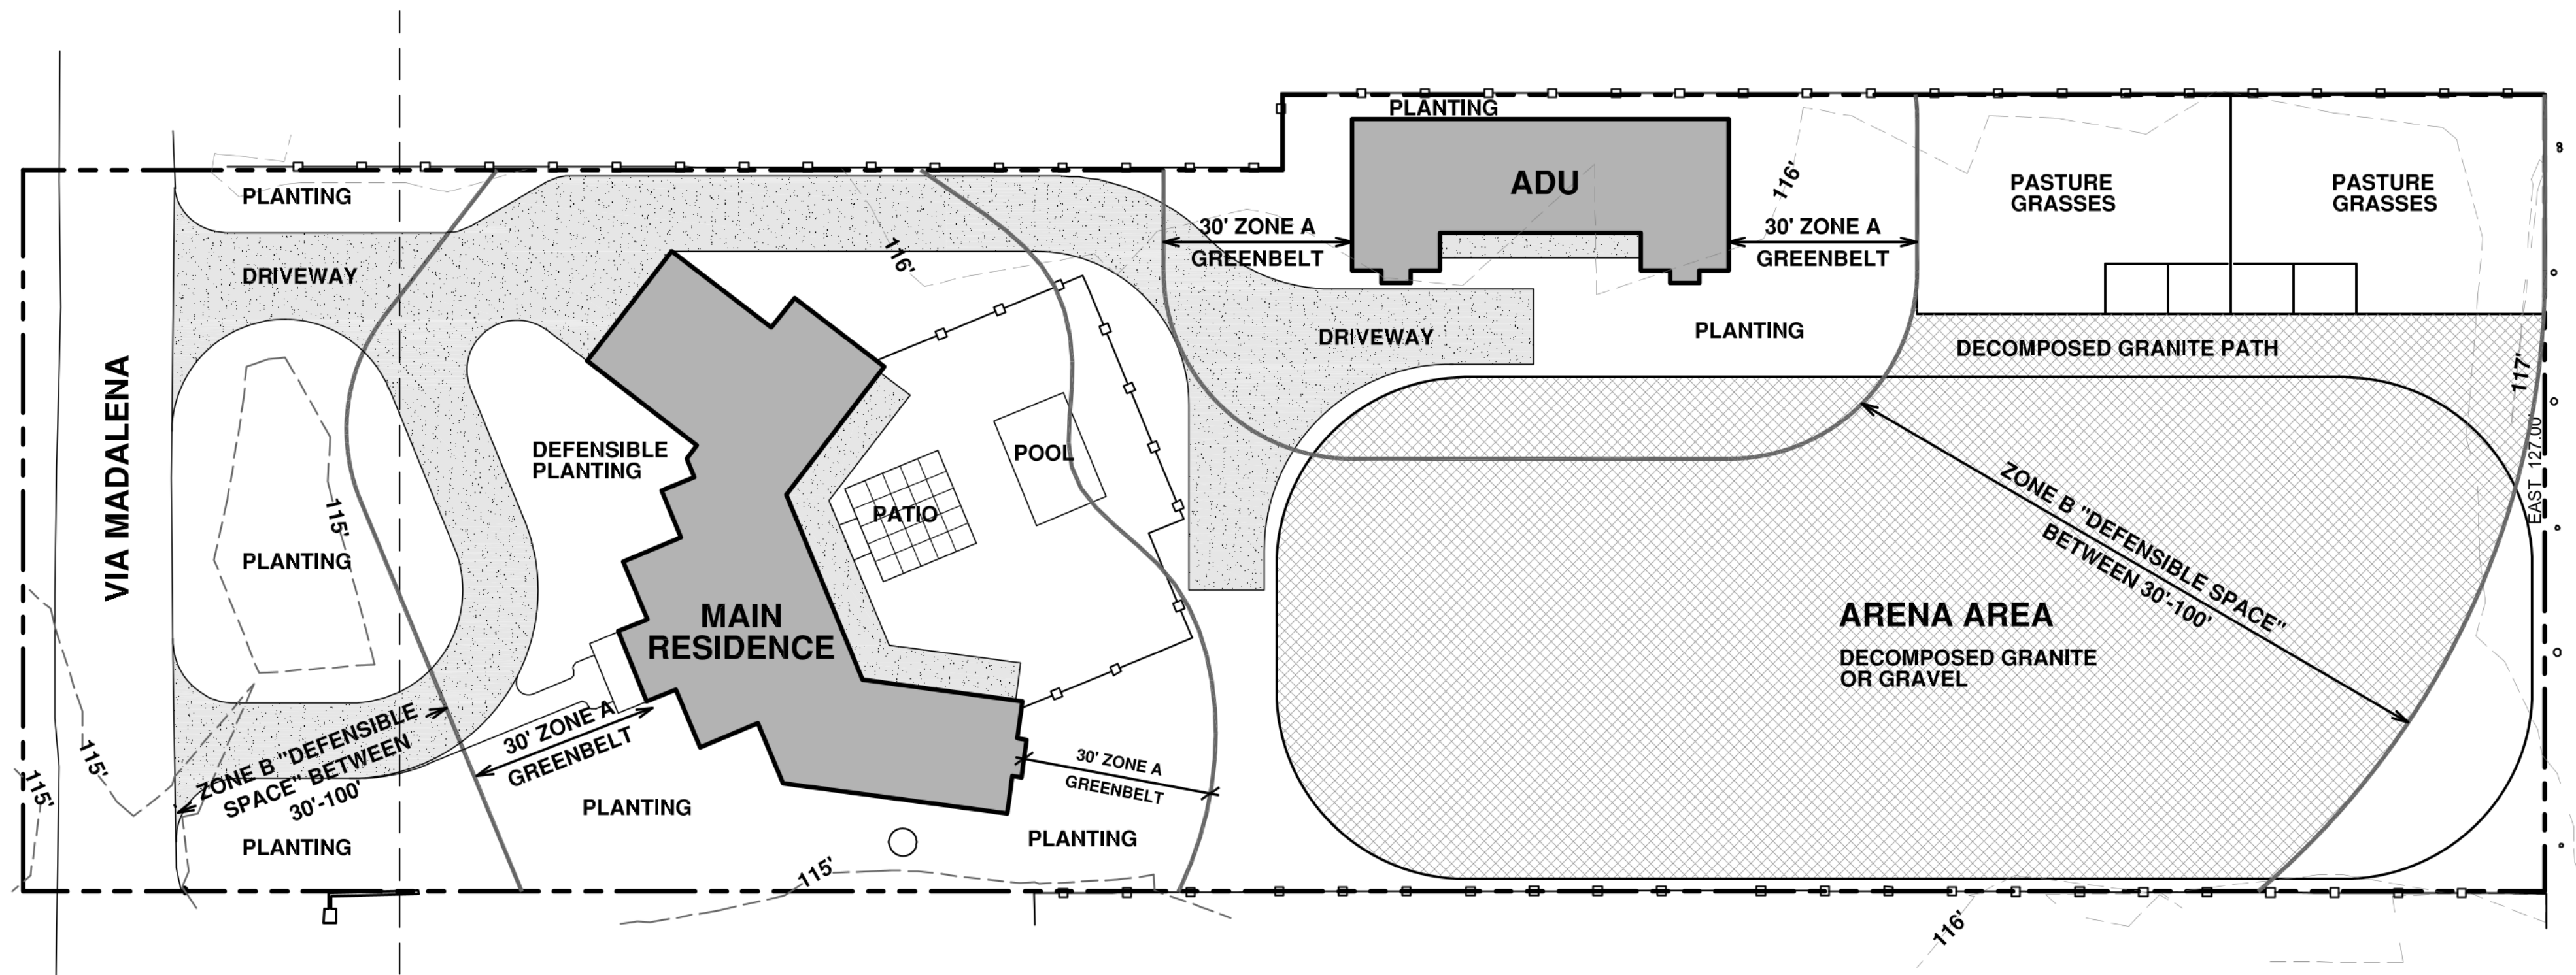 PLANTING
ADU
116'
PASTURE
GRASSES
PASTURE
GRASSES
PLANTING
30' ZONE A
GREENBELT
30' ZONE A
GREENBELT
116'
DRIVEWAY
DRIVEWAY
PLANTING
DECOMPOSED GRANITE PATH
117'
VIA MADALENA
DEFENSIBLE
PLANTING
POOL
PATIO
115'
PLANTING
EAST 127.00'
ZONE B "DEFENSIBLE SPACE"
BETWEEN 30'-100'
MAIN
RESIDENCE
ARENA AREA
DECOMPOSED GRANITE
OR GRAVEL
ZONE B "DEFENSIBLE
SPACE" BETWEEN
30'-100'
30' ZONE A
GREENBELT
30' ZONE A
GREENBELT
115'
115'
PLANTING
PLANTING
PLANTING
115'
116'